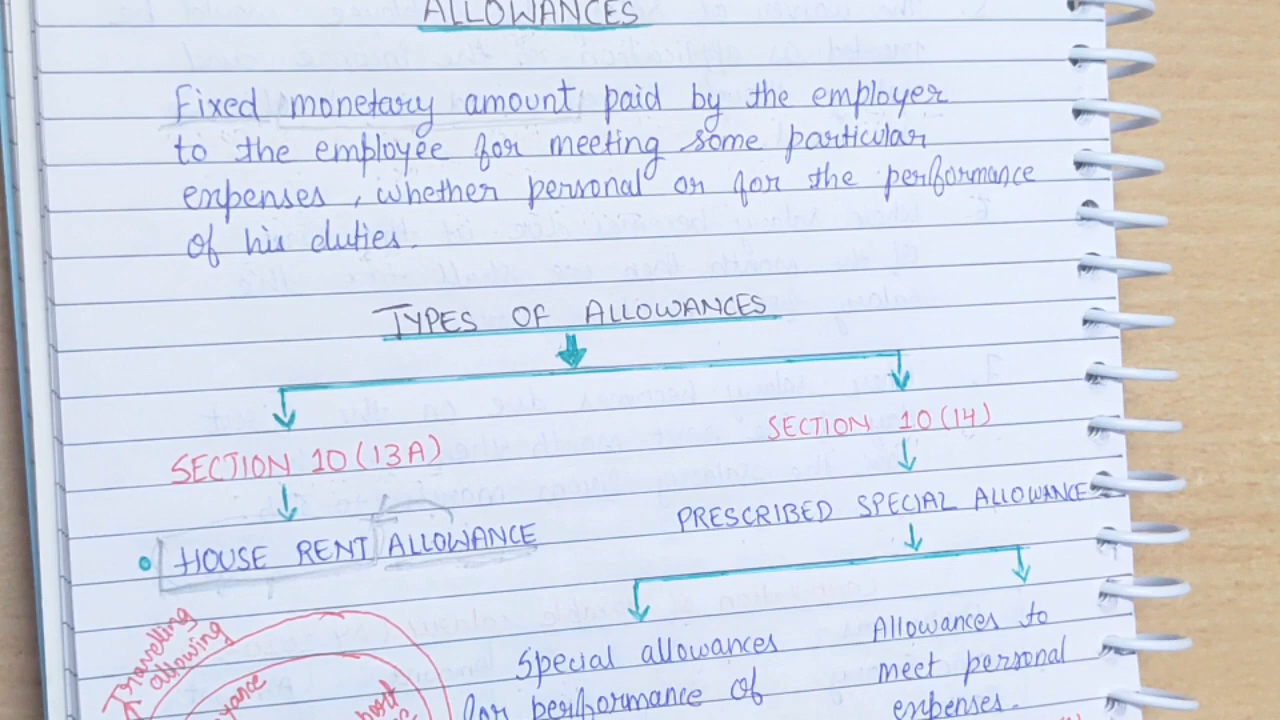 ALLOWANCES
Fixed monetary amount paid by the employer
to the employee for meeting some particular
expenses, whether personal or for the performance
of his duties.
TYPES OF ALLOWANCES
SECTION 10(13A)
SECTION 10(14)
HOUSE RENT ALLOWANCE
PRESCRIBED SPECIAL ALLOWANCE
Special allowances
for performance of
Allowances to
meet personal
expenses.
Travelling
allowing